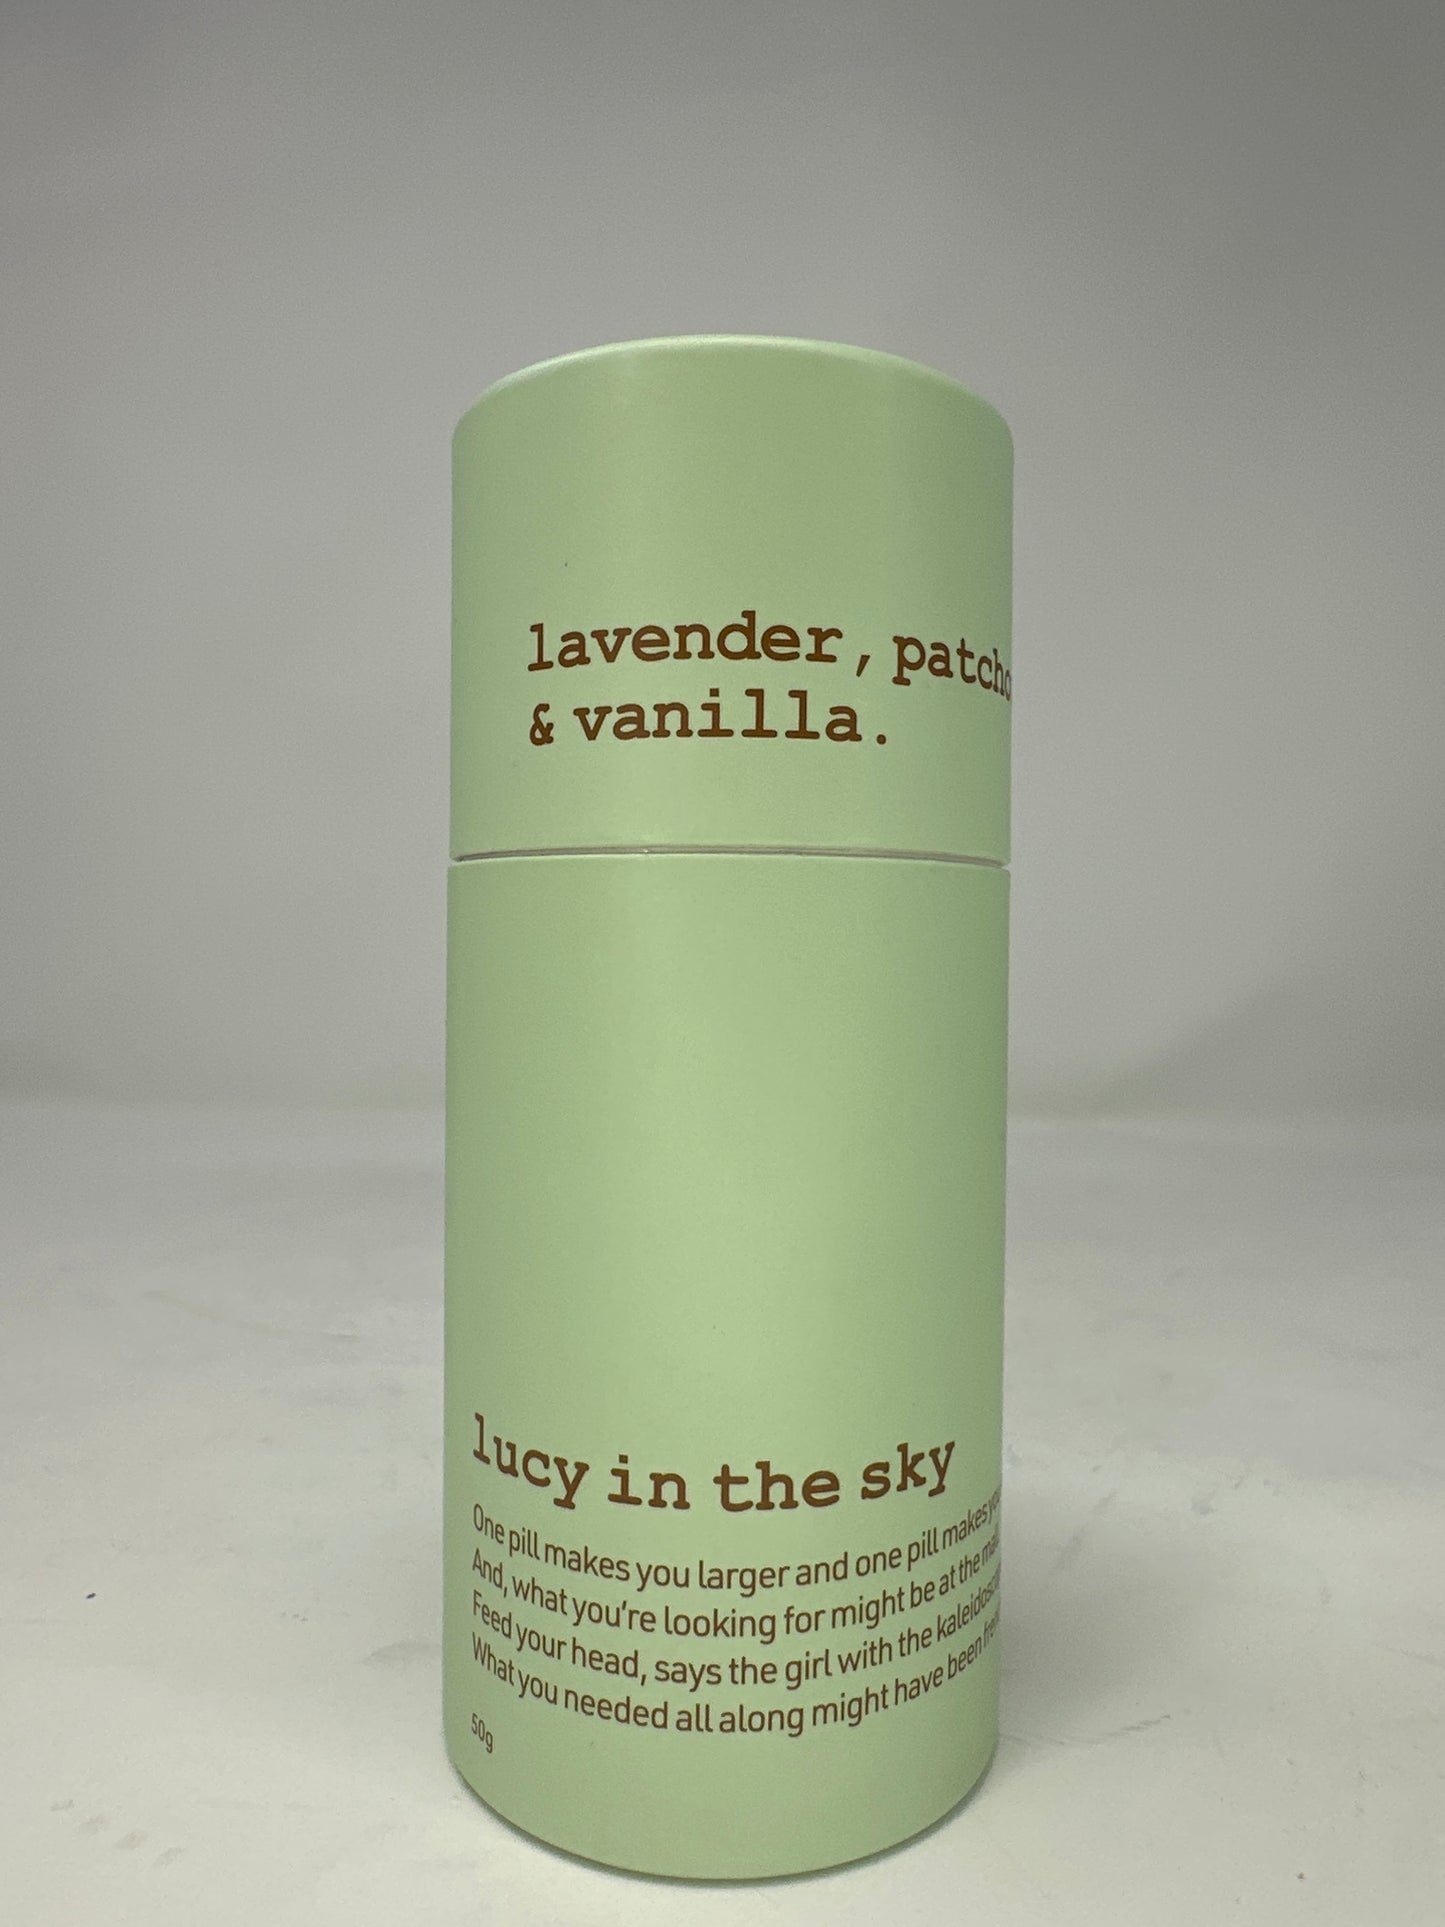 lavender, patcho
& vanilla.
lucy in the sky
One pill makes you larger and one pill makes
And, what you're looking for might be at the
Feed your head, says the girl with the
What you needed all along might have been
50g